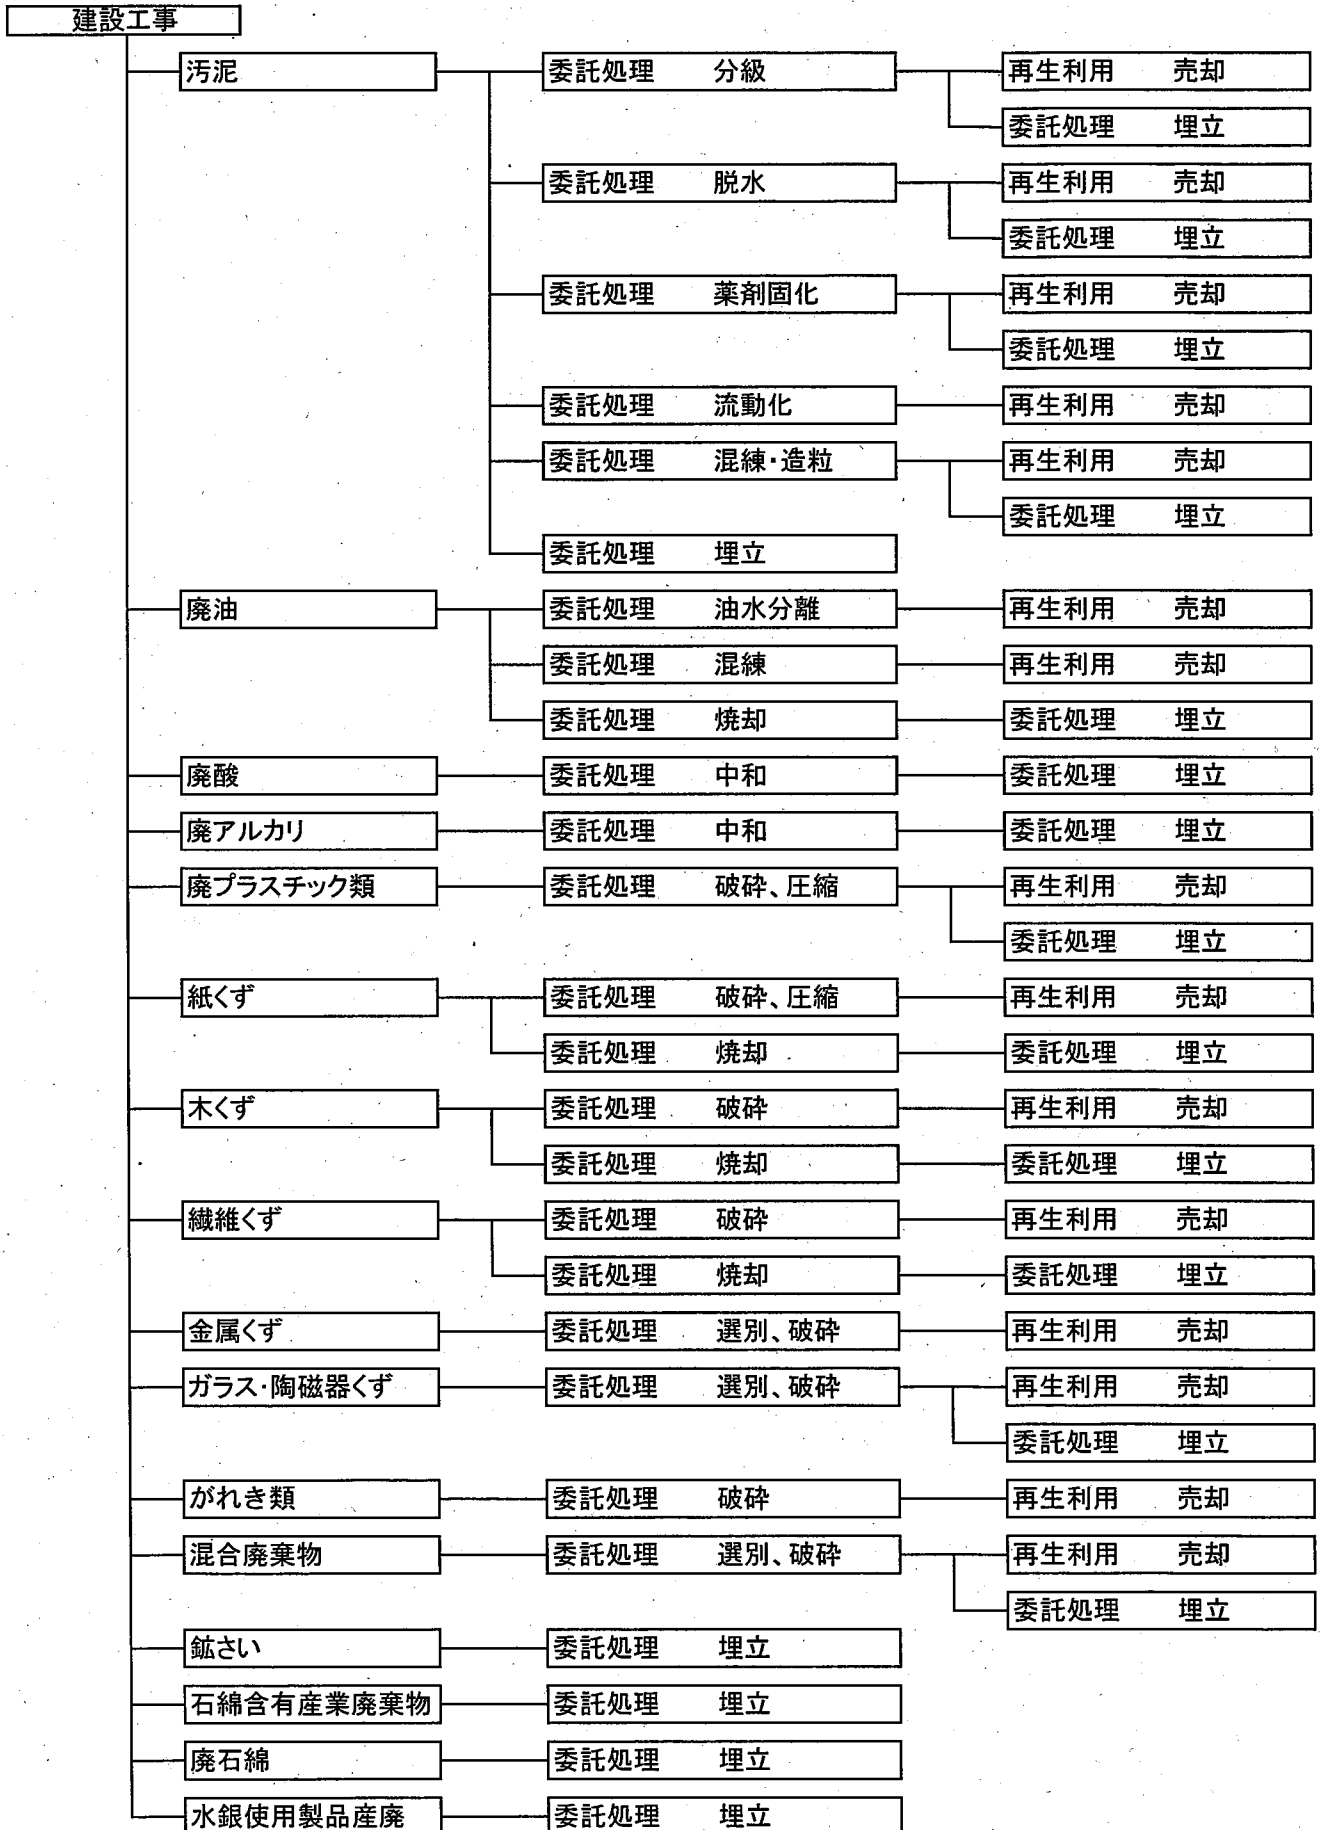 建設工事
汚泥 委託処理 分級 再生利用 売却
委託処理 埋立
委託処理 脱水 再生利用 売却
委託処理 埋立
委託処理 薬剤固化 再生利用 売却
委託処理 埋立
委託処理 流動化 再生利用 売却
委託処理 混練・造粒 再生利用 売却
委託処理 埋立
委託処理 埋立
廃油 委託処理 油水分離 再生利用 売却
委託処理 混練 再生利用 売却
委託処理 焼却 委託処理 埋立
廃酸 委託処理 中和 委託処理 埋立
廃アルカリ 委託処理 中和 委託処理 埋立
廃プラスチック類 委託処理 破砕、圧縮 再生利用 売却
委託処理 埋立
紙くず 委託処理 破砕、圧縮 再生利用 売却
委託処理 焼却 委託処理 埋立
木くず 委託処理 破砕 再生利用 売却
委託処理 焼却 委託処理 埋立
繊維くず 委託処理 破砕 再生利用 売却
委託処理 焼却 委託処理 埋立
金属くず 委託処理 選別、破砕 再生利用 売却
ガラス・陶磁器くず 委託処理 選別、破砕 再生利用 売却
委託処理 埋立
がれき類 委託処理 破砕 再生利用 売却
混合廃棄物 委託処理 選別、破砕 再生利用 売却
委託処理 埋立
鉱さい 委託処理 埋立
石綿含有産業廃棄物 委託処理 埋立
廃石綿 委託処理 埋立
水銀使用製品産廃 委託処理 埋立